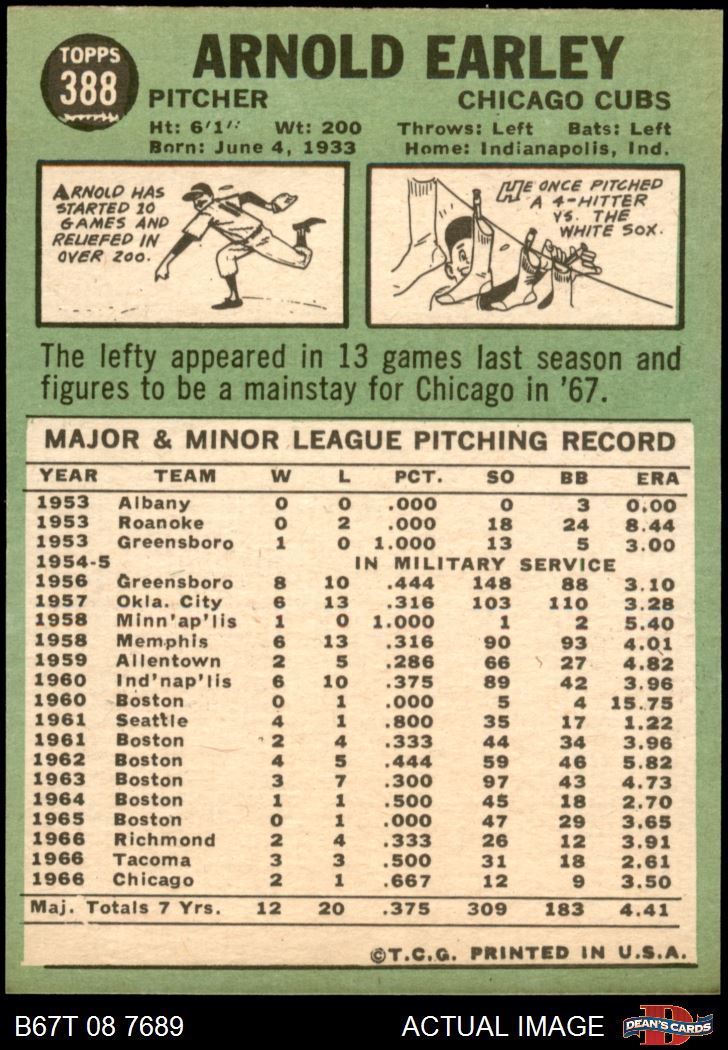 TOPPS
388
ARNOLD EARLEY
PITCHER CHICAGO CUBS
Ht: 6'1" Wt: 200 Throws: Left Bats: Left
Born: June 4, 1933 Home: Indianapolis, Ind.
ARNOLD HAS
STARTED 10
GAMES AND
RELIEFED IN
OVER 200.
HE ONCE PITCHED
A 4-HITTER
VS. THE
WHITE SOX.
The lefty appeared in 13 games last season and
figures to be a mainstay for Chicago in '67.
MAJOR & MINOR LEAGUE PITCHING RECORD
YEAR TEAM W L PCT. SO BB ERA
1953 Albany 0 0 .000 0 3 0.00
1953 Roanoke 0 2 .000 18 24 8.44
1953 Greensboro 1 0 1.000 13 5 3.00
1954-5 IN MILITARY SERVICE
1956 Greensboro 8 10 .444 148 88 3.10
1957 Okla. City 6 13 .316 103 110 3.28
1958 Minn'ap'lis 1 0 1.000 1 2 5.40
1958 Memphis 6 13 .316 90 93 4.01
1959 Allentown 2 5 .286 66 27 4.82
1960 Ind'nap'lis 6 10 .375 89 42 3.96
1960 Boston 0 1 .000 5 4 15.75
1961 Seattle 4 1 .800 35 17 1.22
1961 Boston 2 4 .333 44 34 3.96
1962 Boston 4 5 .444 59 46 5.82
1963 Boston 3 7 .300 97 43 4.73
1964 Boston 1 1 .500 45 18 2.70
1965 Boston 0 1 .000 47 29 3.65
1966 Richmond 2 4 .333 26 12 3.91
1966 Tacoma 3 3 .500 31 18 2.61
1966 Chicago 2 1 .667 12 9 3.50
Maj. Totals 7 Yrs. 12 20 .375 309 183 4.41
©T.C.G. PRINTED IN U.S.A.
B67T 08 7689 ACTUAL IMAGE
D
DEAN'S CARDS